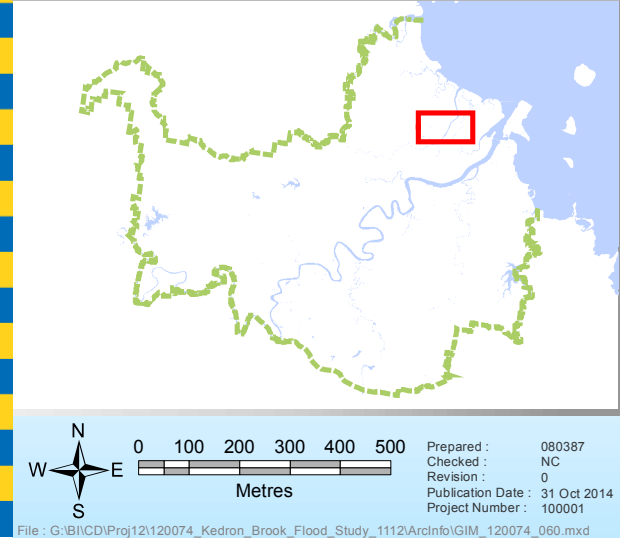 N
W E
S
0 100 200 300 400 500
Metres
Prepared : 080387
Checked : NC
Revision : 0
Publication Date : 31 Oct 2014
Project Number : 100001
File : G:\BI\CD\Proj12\120074_Kedron_Brook_Flood_Study_1112\ArcInfo\GIM_120074_060.mxd